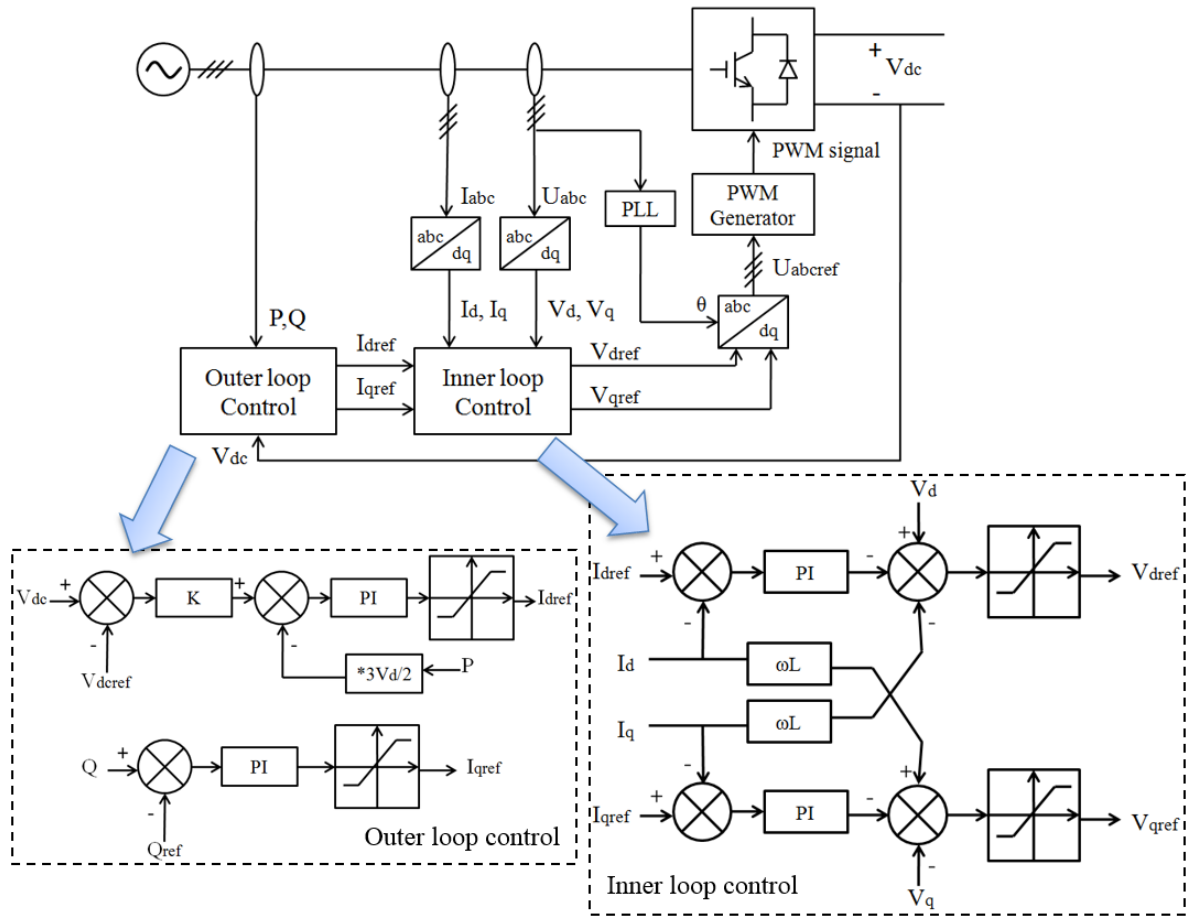 +
Vdc
-
PWM signal
Iabc
Uabc
PLL
PWM
Generator
abc
dq
abc
dq
Uabcref
θ
abc
dq
Id, Iq
Vd, Vq
P,Q
Idref
Iqref
Vdref
Vqref
Outer loop
Control
Inner loop
Control
Vdc
Vdc
+
-
Vdcref
K
+
-
PI
Idref
*3Vd/2
P
Q
+
-
Qref
PI
Iqref
Outer loop control
Vd
Idref
+
-
PI
-
+
-
Vdref
Id
ωL
Iq
ωL
Iqref
+
-
PI
-
+
-
Vqref
Vq
Inner loop control